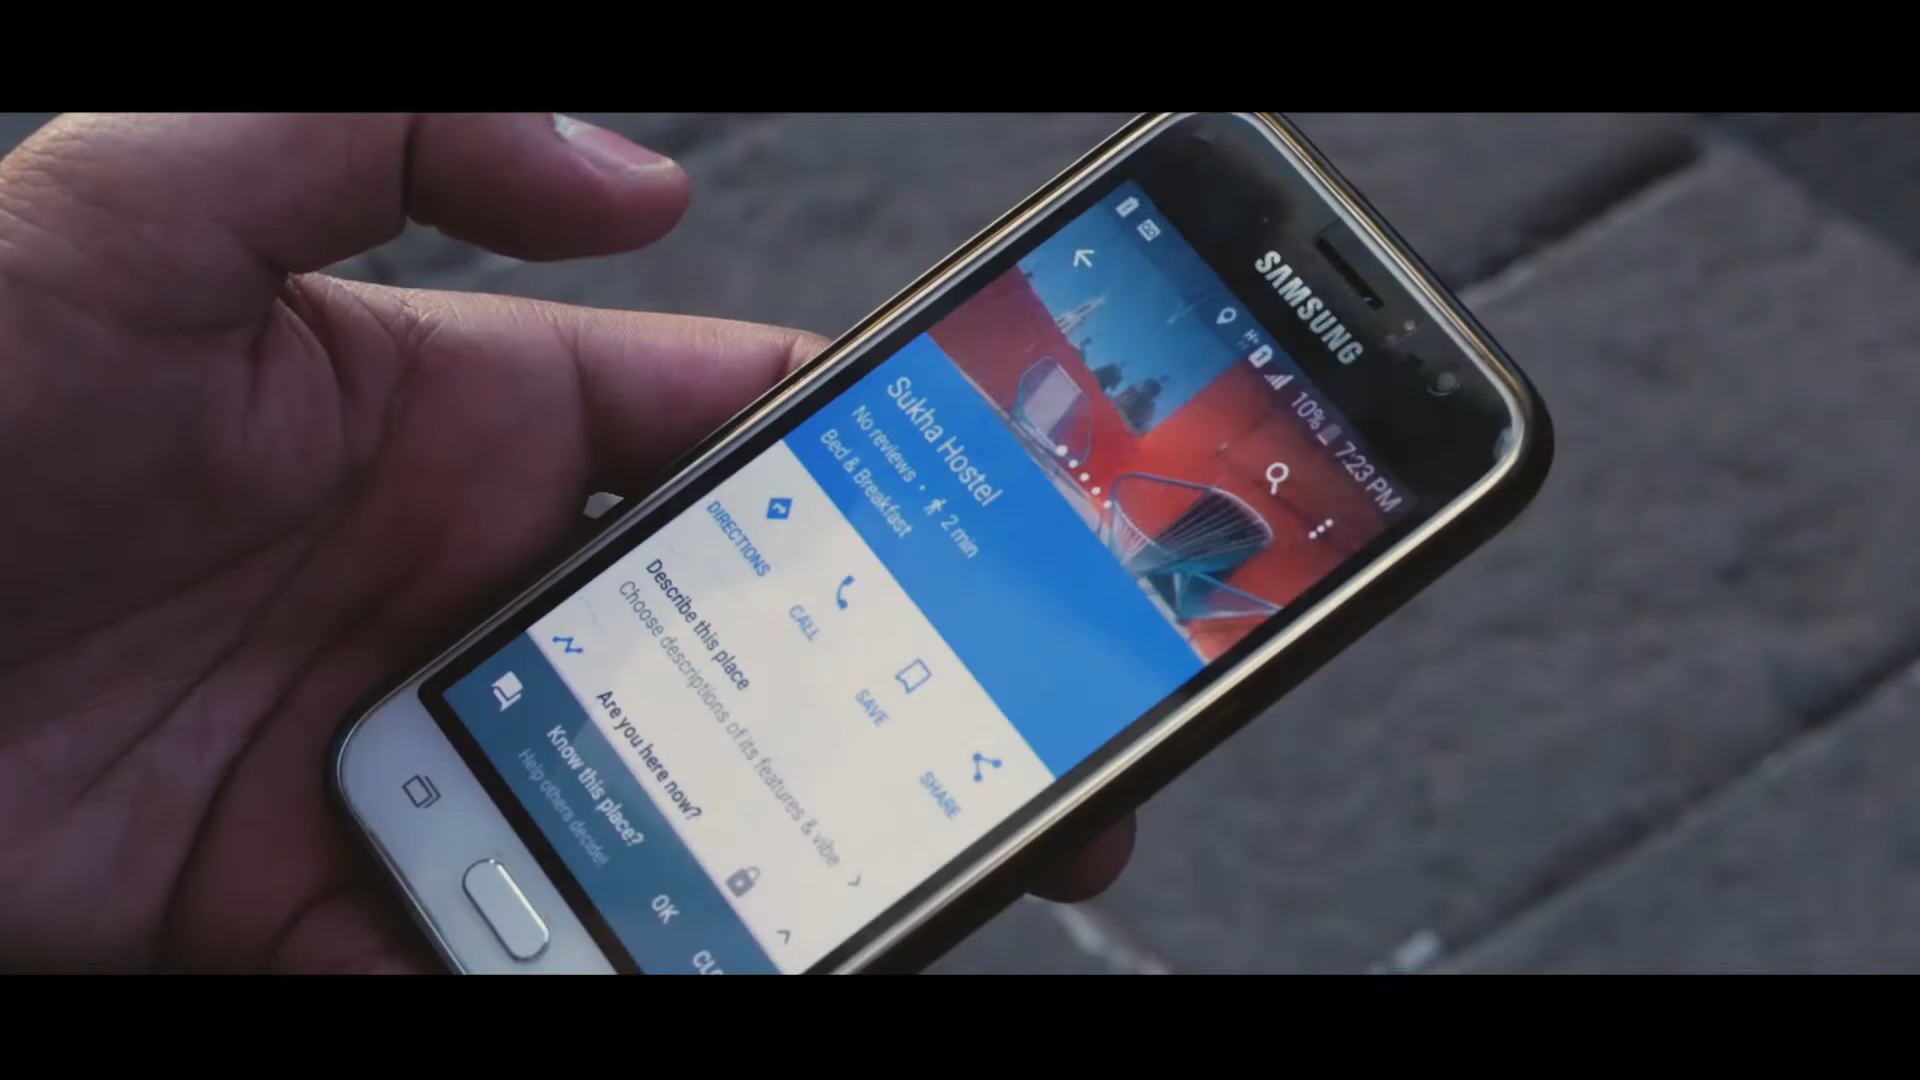 SAMSUNG
H+
10% 7:23 PM
Sukha Hostel
No reviews · 2 min
Bed & Breakfast
DIRECTIONS
CALL
SAVE
SHARE
Describe this place
Choose descriptions of its features & vibe
Are you here now?
Know this place?
Help others decide!
OK
CLO